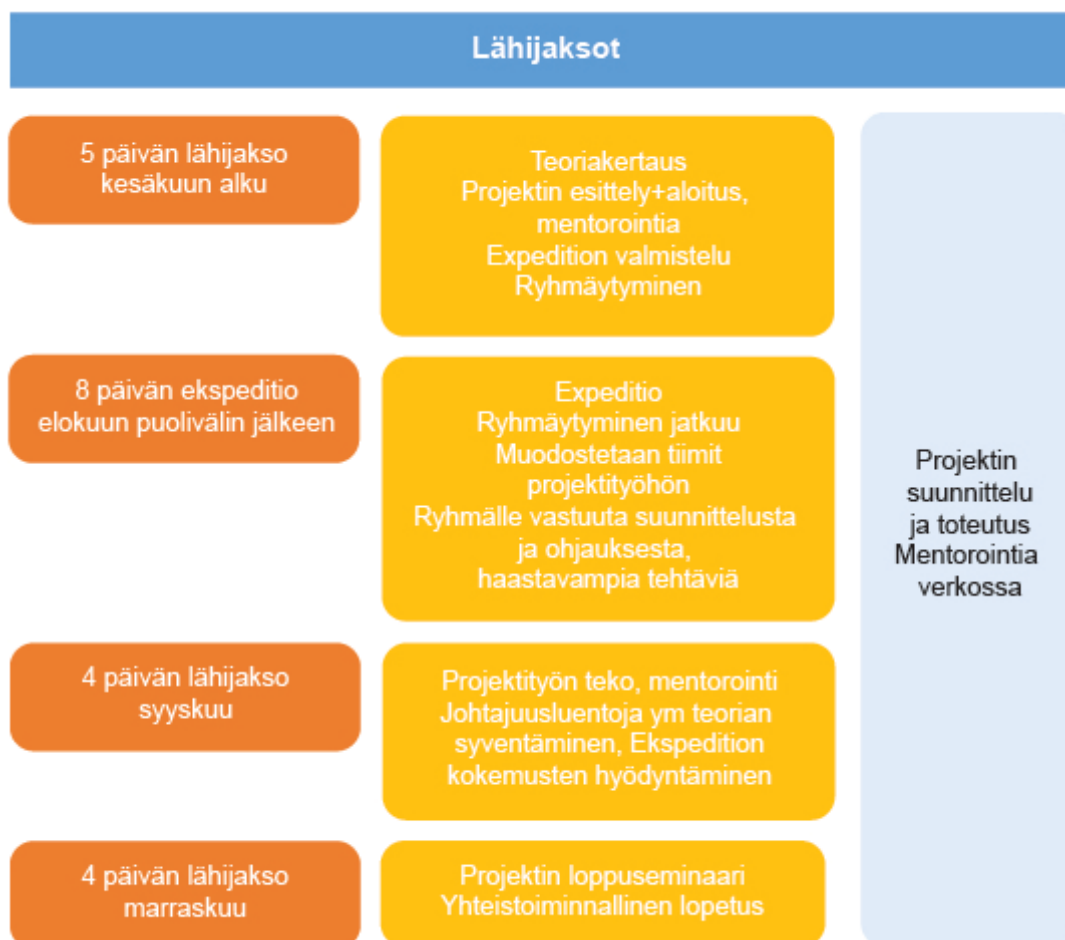 Lähijaksot
5 päivän lähijakso
kesäkuun alku
Teoriakertaus
Projektin esittely+aloitus,
mentorointia
Expedition valmistelu
Ryhmäytyminen
8 päivän ekspeditio
elokuun puolivälin jälkeen
Expeditio
Ryhmäytyminen jatkuu
Muodostetaan tiimit
projektityöhön
Ryhmälle vastuuta suunnittelusta
ja ohjauksesta,
haastavampia tehtäviä
4 päivän lähijakso
syyskuu
Projektityön teko, mentorointi
Johtajuusluentoja ym teorian
syventäminen, Ekspedition
kokemusten hyödyntäminen
4 päivän lähijakso
marraskuu
Projektin loppuseminaari
Yhteistoiminnallinen lopetus
Projektin
suunnittelu
ja toteutus
Mentorointia
verkossa